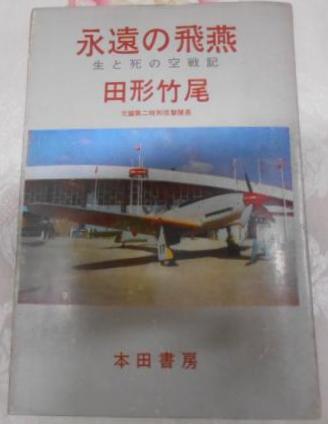 永遠の飛燕
生と死の空戦記
田形竹尾
本田書房